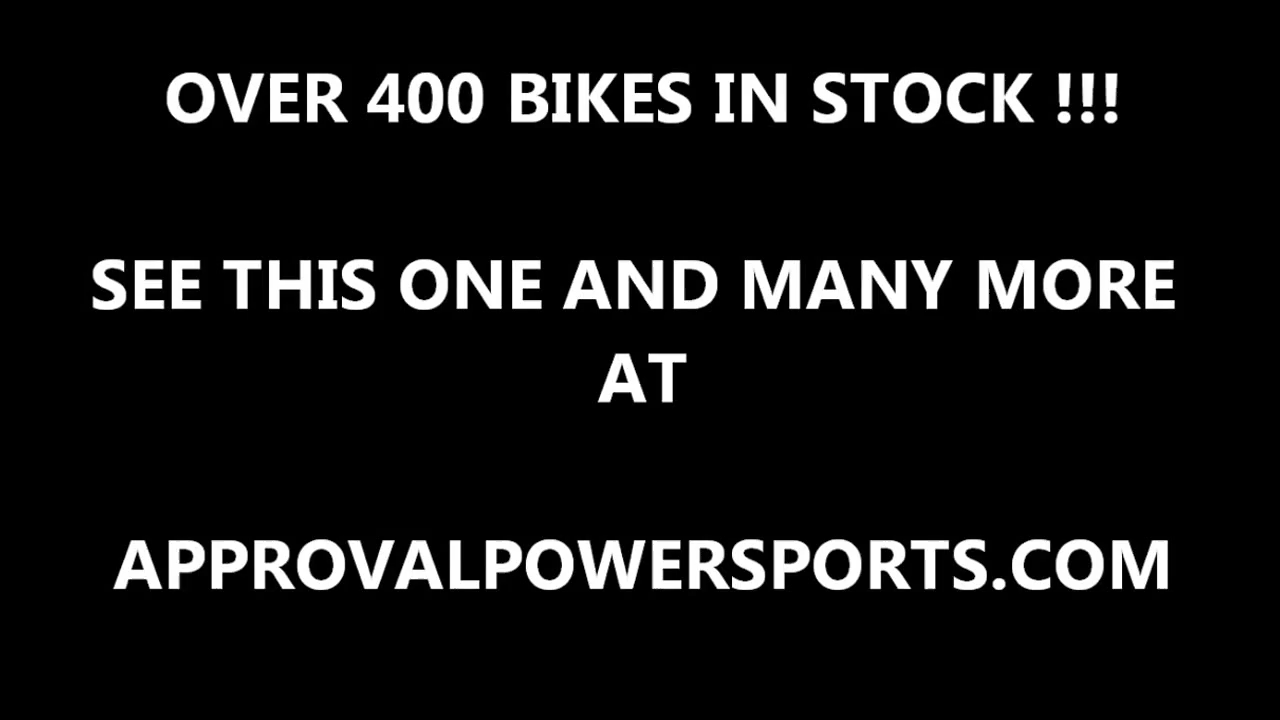 OVER 400 BIKES IN STOCK !!!
SEE THIS ONE AND MANY MORE
AT
APPROVALPOWERSPORTS.COM